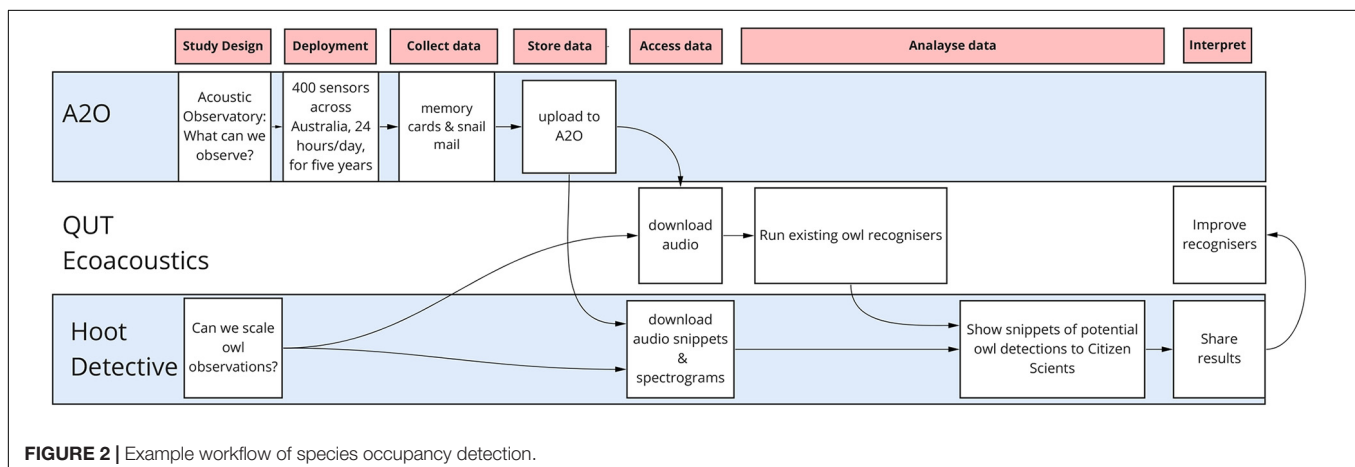 Study Design
Deployment
Collect data
Store data
Access data
Analyse data
Interpret
A2O
Acoustic
Observatory:
What can we
observe?
400 sensors
across
Australia, 24
hours/day,
for five years
memory
cards & snail
mail
upload to
A2O
QUT
Ecoacoustics
download
audio
Run existing owl recognisers
Improve
recognisers
Hoot
Detective
Can we scale
owl
observations?
download
audio snippets
&
spectrograms
Show snippets of potential
owl detections to Citizen
Scients
Share
results
FIGURE 2 | Example workflow of species occupancy detection.